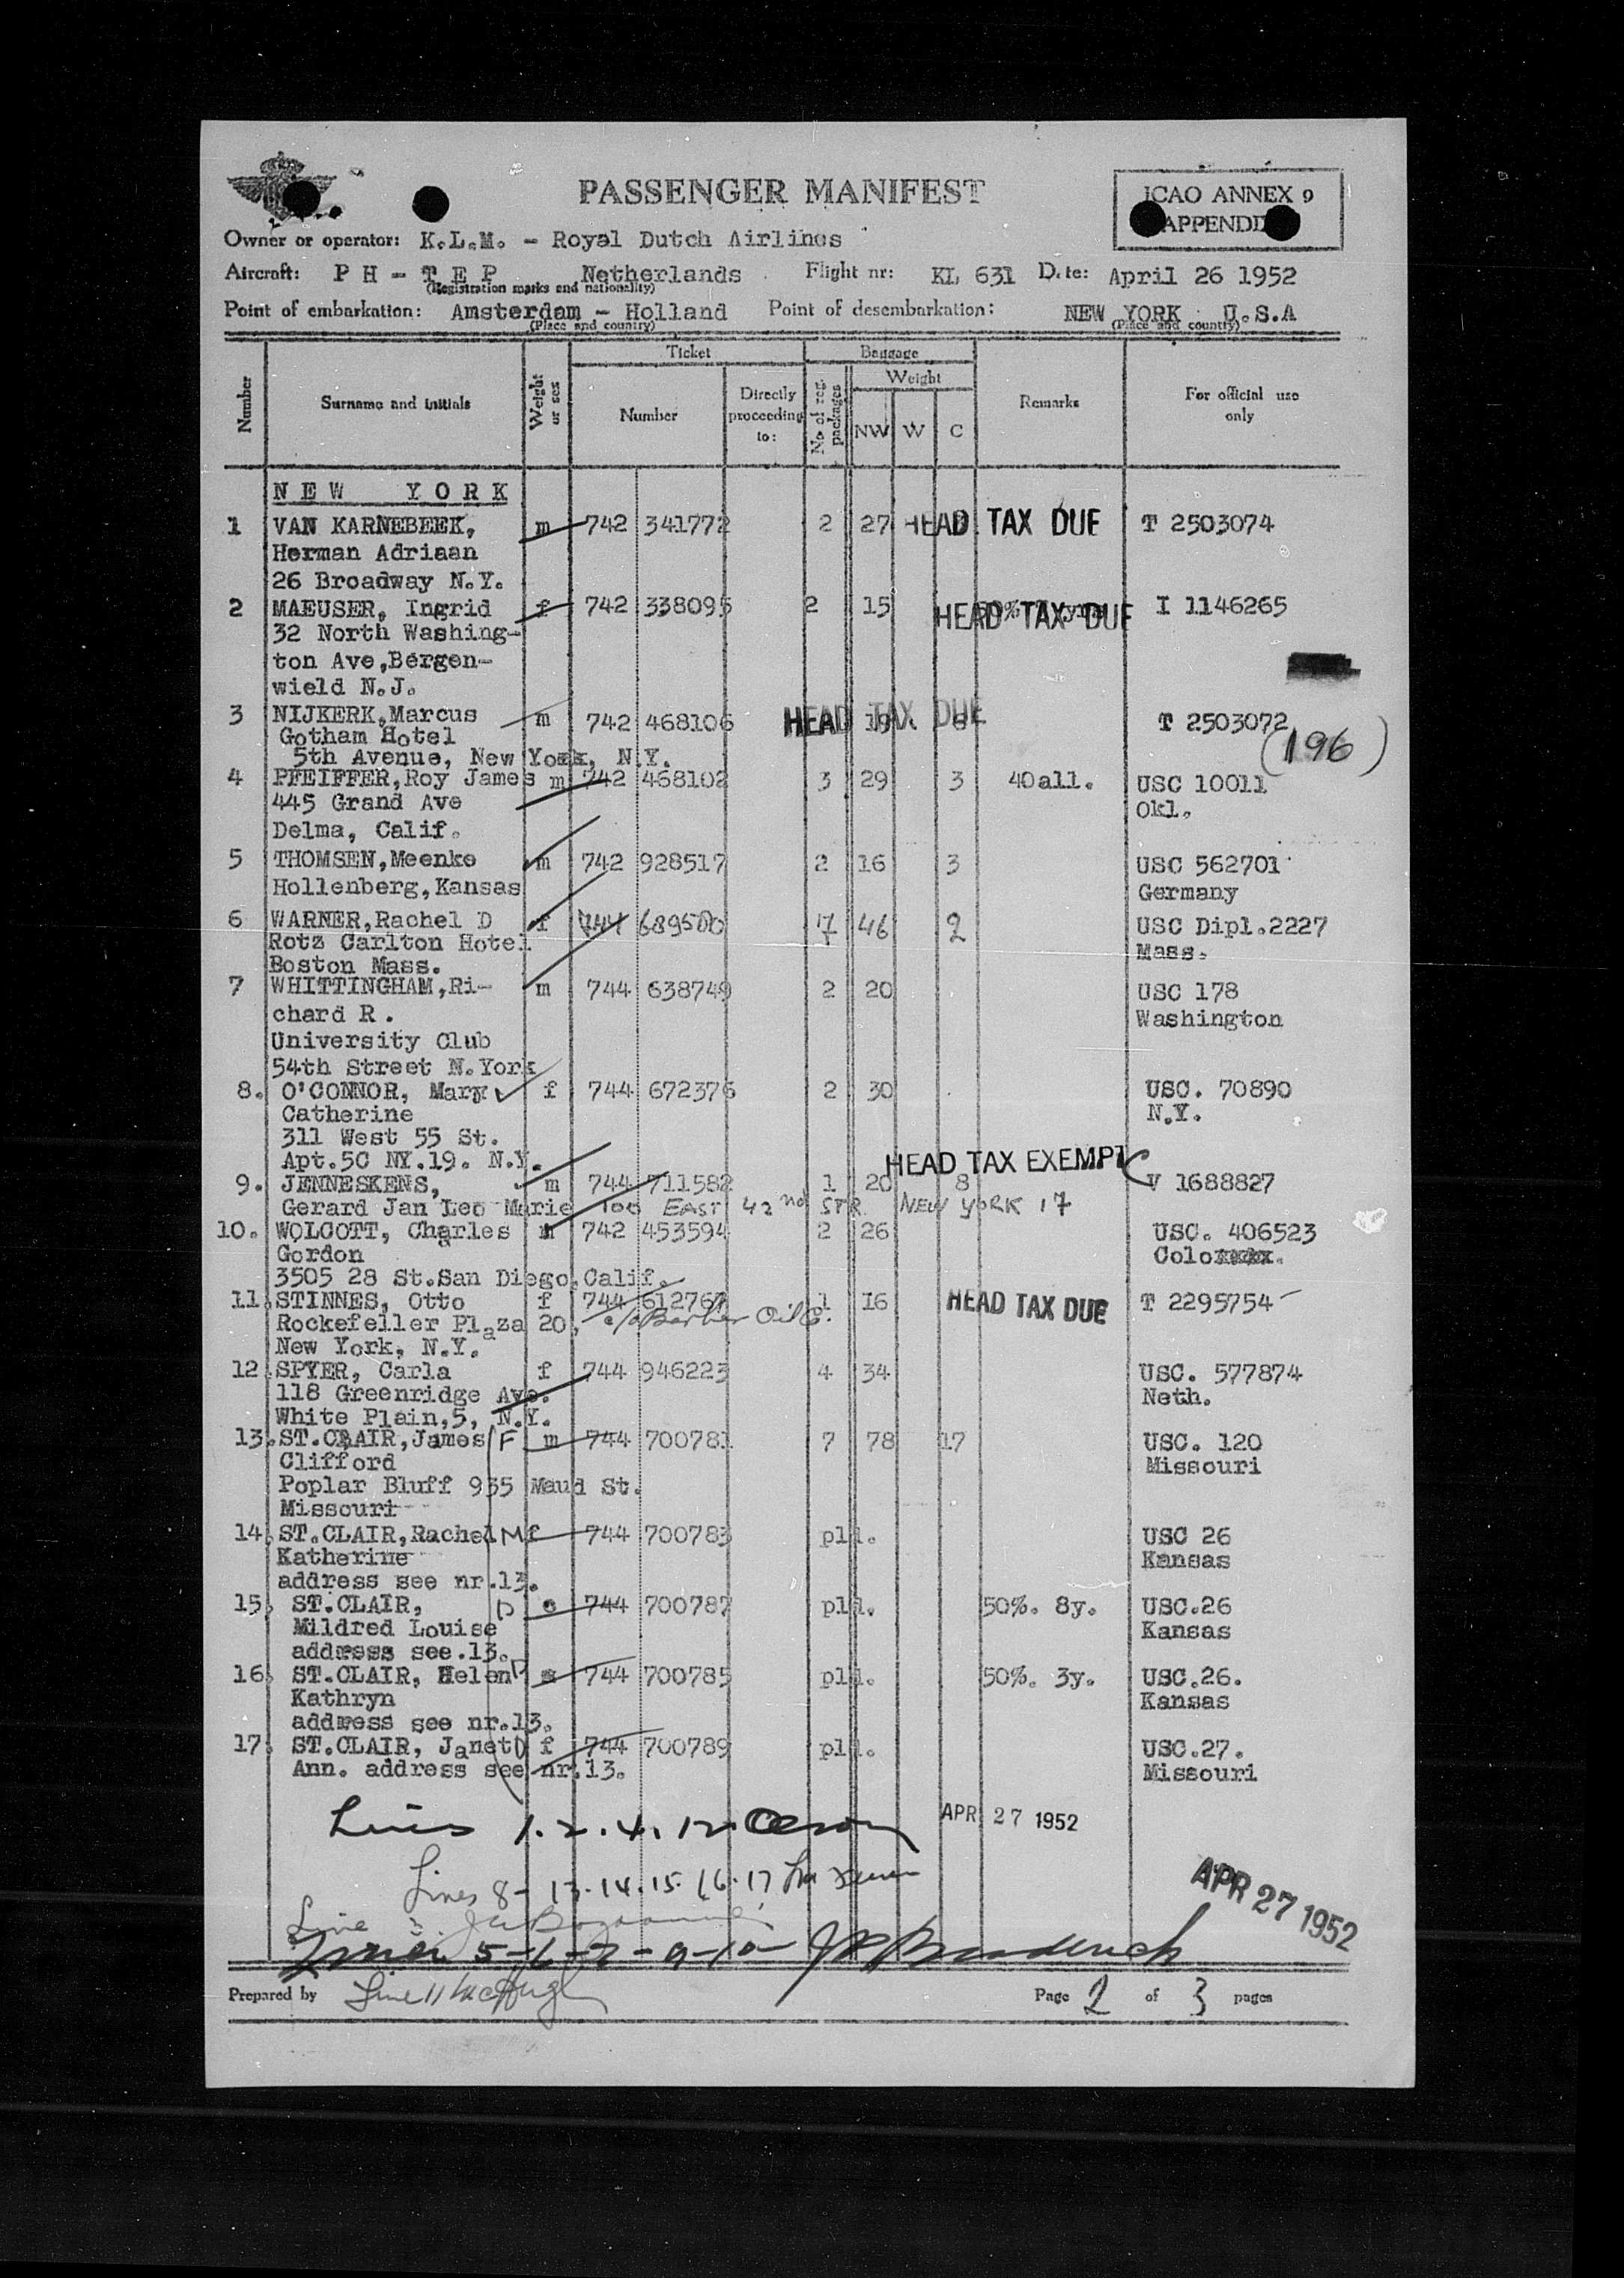 PASSENGER MANIFEST
ICAO ANNEX 9
APPENDI
Owner or operator: K.L.M. - Royal Dutch Airlines
Aircraft: P H - T E P Netherlands Flight nr: KL 631 Date: April 26 1952
(Registration marks and nationality)
Point of embarkation: Amsterdam - Holland Point of desembarkation: NEW YORK U.S.A
(Place and country) (Place and country)
Number Surname and initials Weight or sex Ticket Number Directly proceeding to: Baggage No of reg. packages Weight NW W C Remarks For official use only
NEW YORK
1 VAN KARNEBEEK, m 742 341772 2 27 HEAD TAX DUE T 2503074
Herman Adriaan
26 Broadway N.Y.
2 MAEUSER, Ingrid f 742 338095 2 15 HEAD TAX DUE I 1146265
32 North Washing-
ton Ave,Bergen-
wield N.J.
3 NIJKERK,Marcus m 742 468106 HEAD TAX DUE 19 8 T 2503072
Gotham Hotel (196)
5th Avenue, New York, N.Y.
4 PFEIFFER,Roy James m 742 468102 3 29 3 40all. USC 10011
445 Grand Ave Okl.
Delma, Calif.
5 THOMSEN,Meenke m 742 928517 2 16 3 USC 562701
Hollenberg,Kansas Germany
6 WARNER,Rachel D f 744 689580 17 46 2 USC Dipl.2227
Rotz Carlton Hotel Mass.
Boston Mass.
7 WHITTINGHAM,Ri- m 744 638749 2 20 USC 178
chard R. Washington
University Club
54th Street N.York
8. O'CONNOR, Mary f 744 672376 2 30 USC. 70890
Catherine N.Y.
311 West 55 St.
Apt.5C NY.19. N.Y. HEAD TAX EXEMPT
9. JENNESKENS, m 744 711582 1 20 8 V 1688827
Gerard Jan Leo Marie 100 EAST 42nd STR. NEW YORK 17
10. WOLCOTT, Charles m 742 453594 2 26 USC. 406523
Gordon Colo
3505 28 St.San Diego,Calif.
11.STINNES, Otto f 744 612767 1 16 HEAD TAX DUE T 2295754
Rockefeller Plaza 20, c/o Barber Oil Co.
New York, N.Y.
12.SPYER, Carla f 744 946223 4 34 USC. 577874
118 Greenridge Ave. Neth.
White Plain,5, N.Y.
13.ST.CLAIR,James F m 744 700781 7 78 17 USC. 120
Clifford Missouri
Poplar Bluff 935 Maud St.
Missouri
14.ST.CLAIR,Rachel M f 744 700783 pld. USC 26
Katherine Kansas
address see nr.13.
15. ST.CLAIR, D 744 700787 pld. 50%. 8y. USC.26
Mildred Louise Kansas
address see.13.
16. ST.CLAIR, Helen D 744 700785 pld. 50%. 3y. USC.26.
Kathryn Kansas
address see nr.13.
17. ST.CLAIR, Janet D f 744 700789 pld. USC.27.
Ann. address see nr.13. Missouri
Lines 1.2.4.12. APR 27 1952
Lines 8-13.14.15.16.17
APR 27 1952
Line 3
Lines 5-6-7-9-10- J Broderick
Prepared by Line 11 McHugh Page 2 of 3 pages